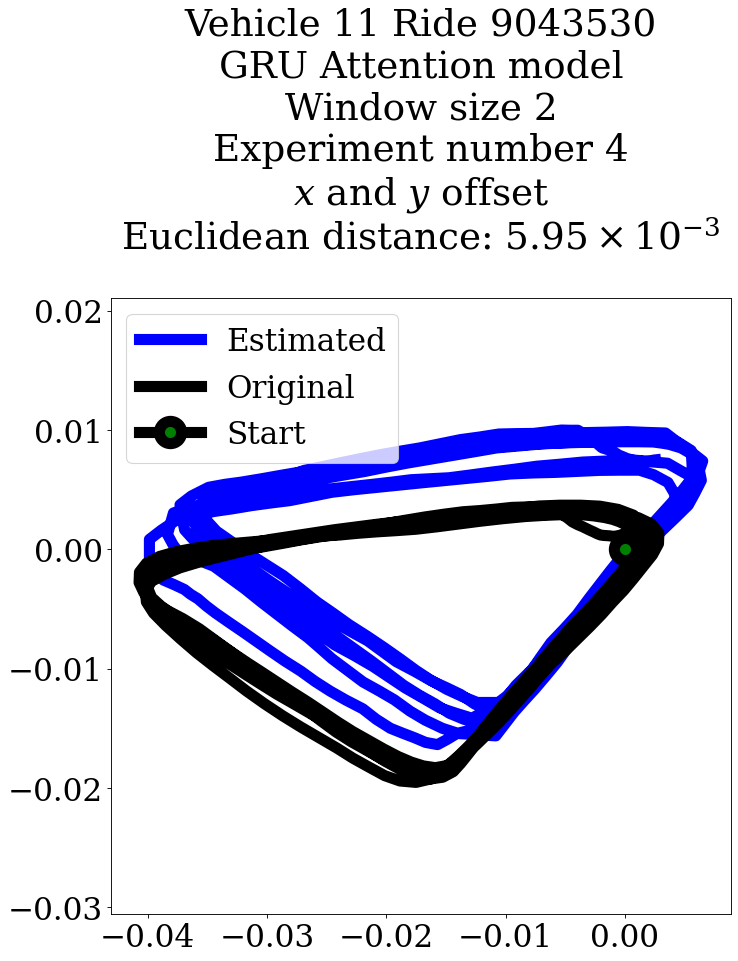 Vehicle 11 Ride 9043530
GRU Attention model
Window size 2
Experiment number 4
x and y offset
Euclidean distance: 5.95 × 10⁻³
0.02
0.01
0.00
−0.01
−0.02
−0.03
Estimated
Original
Start
−0.04 −0.03 −0.02 −0.01 0.00